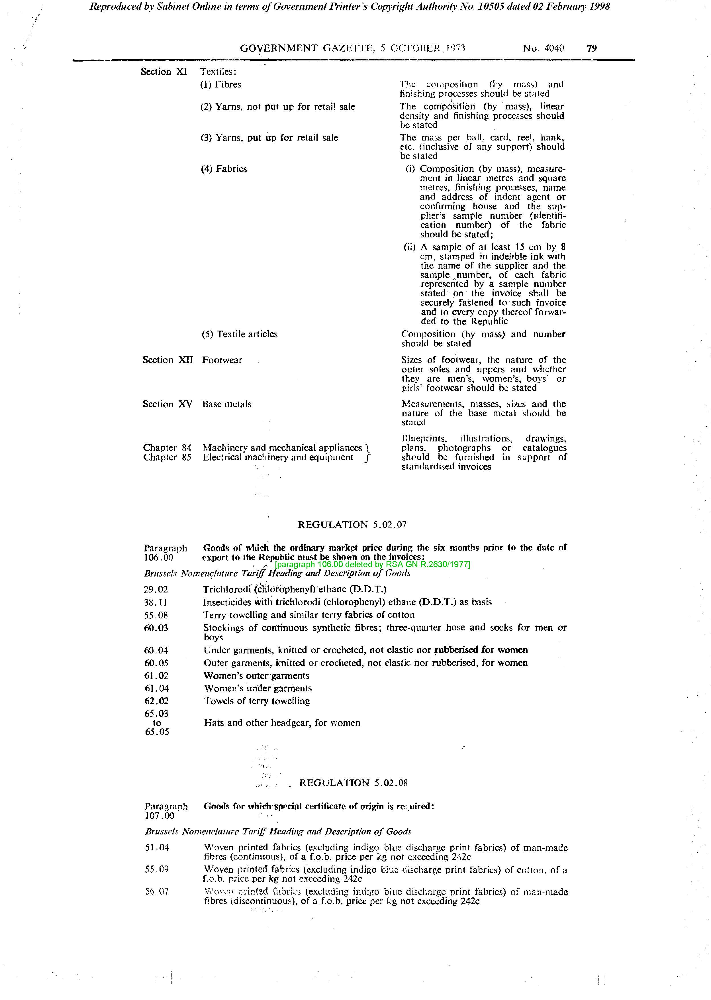 Reproduced by Sabinet Online in terms of Government Printer's Copyright Authority No. 10505 dated 02 February 1998
GOVERNMENT GAZETTE, 5 OCTOBER 1973 No. 4040 79
Section XI Textiles:
(1) Fibres The composition (by mass) and
finishing processes should be stated
(2) Yarns, not put up for retail sale The composition (by mass), linear
density and finishing processes should
be stated
(3) Yarns, put up for retail sale The mass per ball, card, reel, hank,
etc. (inclusive of any support) should
be stated
(4) Fabrics (i) Composition (by mass), measure-
ment in linear metres and square
metres, finishing processes, name
and address of indent agent or
confirming house and the sup-
plier's sample number (identifi-
cation number) of the fabric
should be stated;
(ii) A sample of at least 15 cm by 8
cm, stamped in indelible ink with
the name of the supplier and the
sample number, of each fabric
represented by a sample number
stated on the invoice shall be
securely fastened to such invoice
and to every copy thereof forwar-
ded to the Republic
(5) Textile articles Composition (by mass) and number
should be stated
Section XII Footwear Sizes of footwear, the nature of the
outer soles and uppers and whether
they are men's, women's, boys' or
girls' footwear should be stated
Section XV Base metals Measurements, masses, sizes and the
nature of the base metal should be
stated
Blueprints, illustrations, drawings,
Chapter 84 Machinery and mechanical appliances } plans, photographs or catalogues
Chapter 85 Electrical machinery and equipment should be furnished in support of
standardised invoices
REGULATION 5.02.07
Paragraph Goods of which the ordinary market price during the six months prior to the date of
106.00 export to the Republic must be shown on the invoices:
[paragraph 106.00 deleted by RSA GN R.2630/1977]
Brussels Nomenclature Tariff Heading and Description of Goods
29.02 Trichlorodi (chlorophenyl) ethane (D.D.T.)
38.11 Insecticides with trichlorodi (chlorophenyl) ethane (D.D.T.) as basis
55.08 Terry towelling and similar terry fabrics of cotton
60.03 Stockings of continuous synthetic fibres; three-quarter hose and socks for men or
boys
60.04 Under garments, knitted or crocheted, not elastic nor rubberised for women
60.05 Outer garments, knitted or crocheted, not elastic nor rubberised, for women
61.02 Women's outer garments
61.04 Women's under garments
62.02 Towels of terry towelling
65.03
to Hats and other headgear, for women
65.05
REGULATION 5.02.08
Paragraph Goods for which special certificate of origin is required:
107.00
Brussels Nomenclature Tariff Heading and Description of Goods
51.04 Woven printed fabrics (excluding indigo blue discharge print fabrics) of man-made
fibres (continuous), of a f.o.b. price per kg not exceeding 242c
55.09 Woven printed fabrics (excluding indigo blue discharge print fabrics) of cotton, of a
f.o.b. price per kg not exceeding 242c
56.07 Woven printed fabrics (excluding indigo blue discharge print fabrics) of man-made
fibres (discontinuous), of a f.o.b. price per kg not exceeding 242c